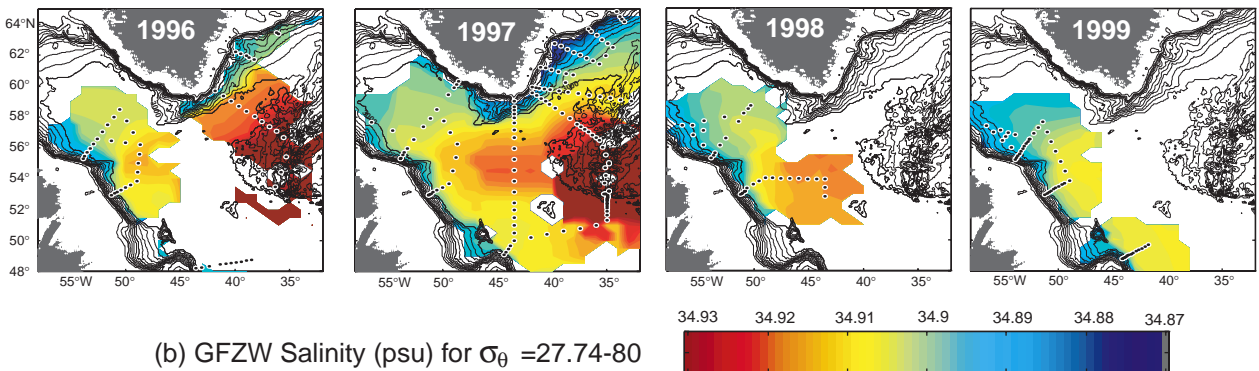 1996
1997
1998
1999
64°N
62°
60°
58°
56°
54°
52°
50°
48°
55°W 50° 45° 40° 35°
55°W 50° 45° 40° 35°
55°W 50° 45° 40° 35°
55°W 50° 45° 40° 35°
34.93 34.92 34.91 34.9 34.89 34.88 34.87
(b) GFZW Salinity (psu) for σθ =27.74-80